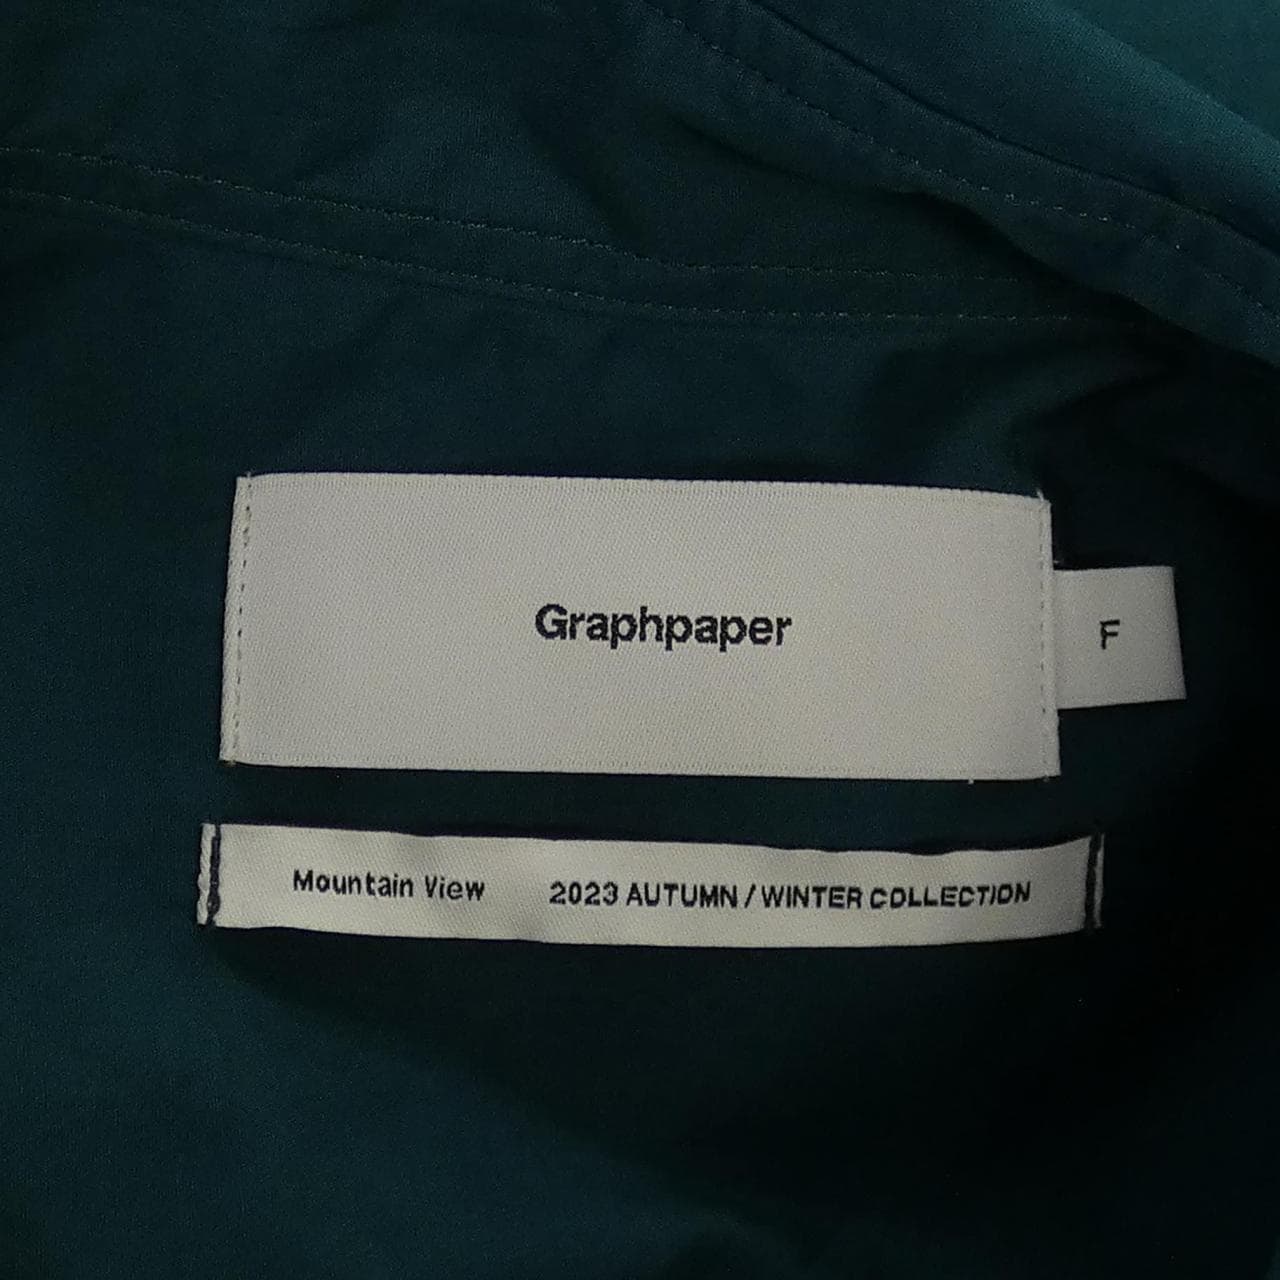 Graphpaper
F
Mountain View 2023 AUTUMN / WINTER COLLECTION